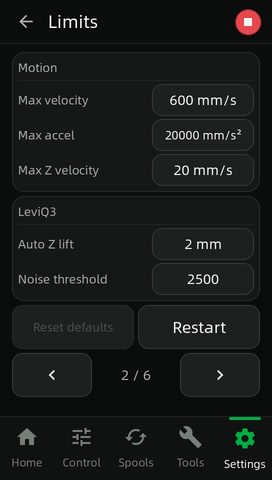 Limits
Motion
Max velocity 600 mm/s
Max accel 20000 mm/s²
Max Z velocity 20 mm/s
LeviQ3
Auto Z lift 2 mm
Noise threshold 2500
Reset defaults Restart
2 / 6
Home Control Spools Tools Settings